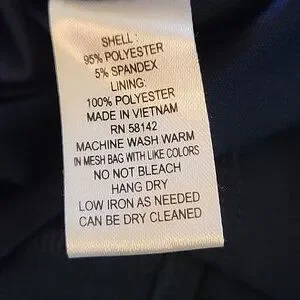 SHELL:
95% POLYESTER
5% SPANDEX
LINING:
100% POLYESTER
MADE IN VIETNAM
RN 58142
MACHINE WASH WARM
IN MESH BAG WITH LIKE COLORS
NO NOT BLEACH
HANG DRY
LOW IRON AS NEEDED
CAN BE DRY CLEANED